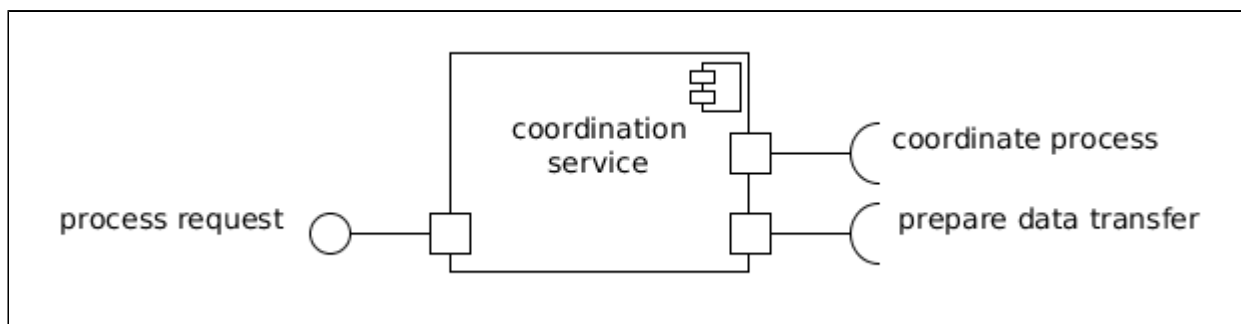 coordination
service
coordinate process
process request
prepare data transfer